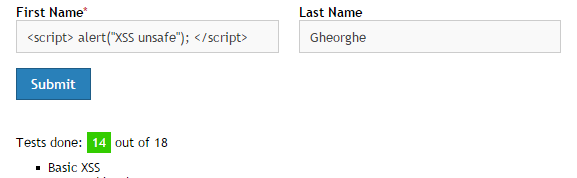 First Name*
Last Name
<script> alert("XSS unsafe"); </script>
Gheorghe
Submit
Tests done: 14 out of 18
Basic XSS